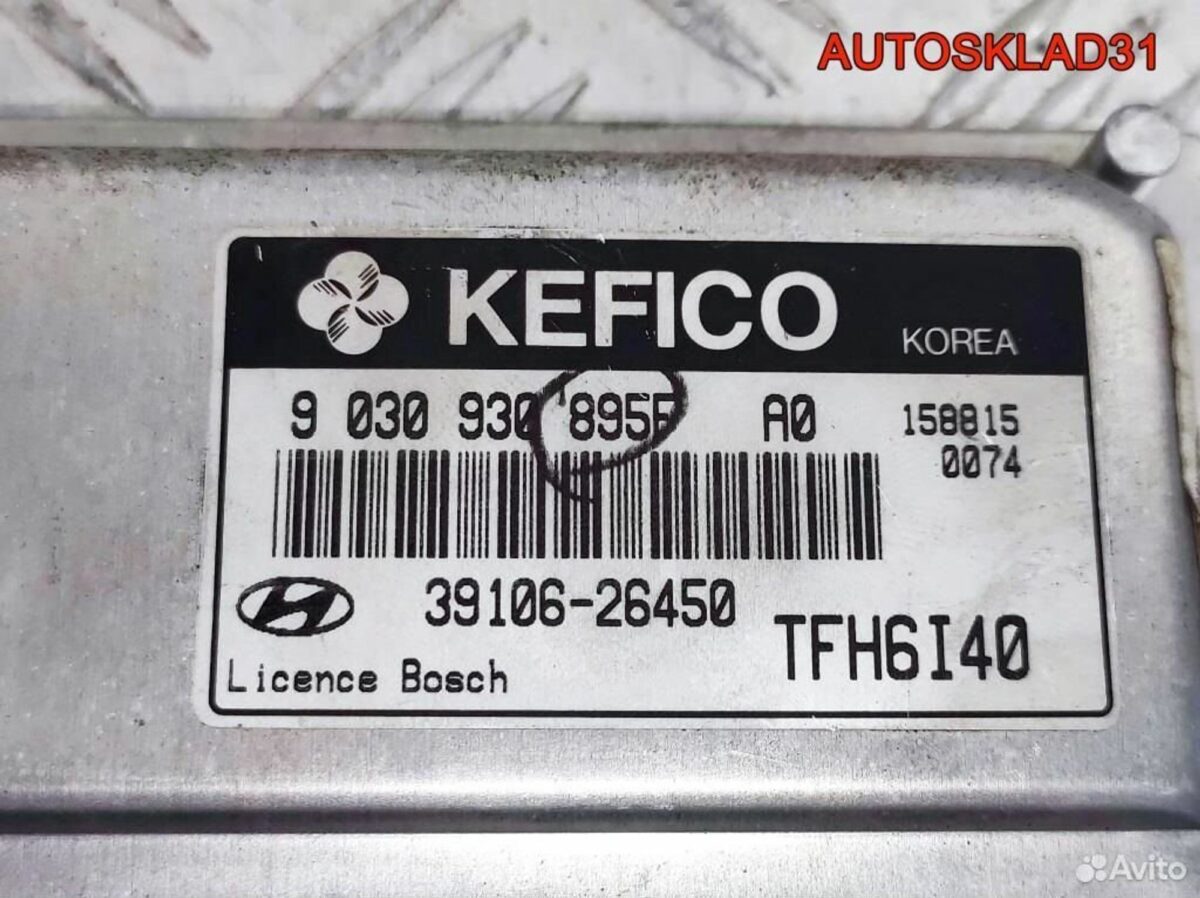 AUTOSKLAD31
KEFICO
KOREA
9 030 930 895F A0
158815
0074
39106-26450
TFH6I40
Licence Bosch
Avito